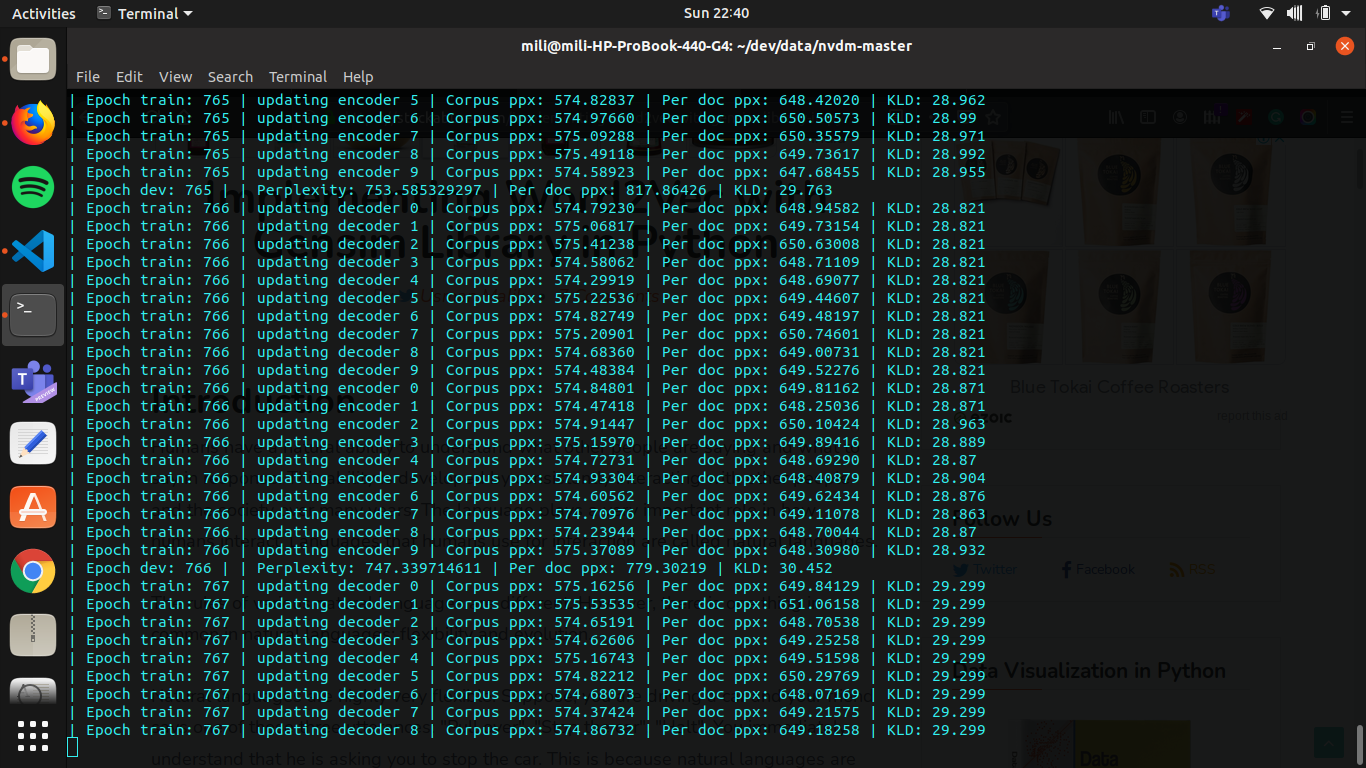 Activities
Terminal
Sun 22:40
mili@mili-HP-ProBook-440-G4: ~/dev/data/nvdm-master
File Edit View Search Terminal Help
| Epoch train: 765 | updating encoder 5 | Corpus ppx: 574.82837 | Per doc ppx: 648.42020 | KLD: 28.962
| Epoch train: 765 | updating encoder 6 | Corpus ppx: 574.97660 | Per doc ppx: 650.50573 | KLD: 28.99
| Epoch train: 765 | updating encoder 7 | Corpus ppx: 575.09288 | Per doc ppx: 650.35579 | KLD: 28.971
| Epoch train: 765 | updating encoder 8 | Corpus ppx: 575.49118 | Per doc ppx: 649.73617 | KLD: 28.992
| Epoch train: 765 | updating encoder 9 | Corpus ppx: 574.58923 | Per doc ppx: 647.68455 | KLD: 28.955
| Epoch dev: 765 | | Perplexity: 753.585329297 | Per doc ppx: 817.86426 | KLD: 29.763
| Epoch train: 766 | updating decoder 0 | Corpus ppx: 574.79230 | Per doc ppx: 648.94582 | KLD: 28.821
| Epoch train: 766 | updating decoder 1 | Corpus ppx: 575.06817 | Per doc ppx: 649.73154 | KLD: 28.821
| Epoch train: 766 | updating decoder 2 | Corpus ppx: 575.41238 | Per doc ppx: 650.63008 | KLD: 28.821
| Epoch train: 766 | updating decoder 3 | Corpus ppx: 574.58062 | Per doc ppx: 648.71109 | KLD: 28.821
| Epoch train: 766 | updating decoder 4 | Corpus ppx: 574.29919 | Per doc ppx: 648.69077 | KLD: 28.821
| Epoch train: 766 | updating decoder 5 | Corpus ppx: 575.22536 | Per doc ppx: 649.44607 | KLD: 28.821
| Epoch train: 766 | updating decoder 6 | Corpus ppx: 574.82749 | Per doc ppx: 649.48197 | KLD: 28.821
| Epoch train: 766 | updating decoder 7 | Corpus ppx: 575.20901 | Per doc ppx: 650.74601 | KLD: 28.821
| Epoch train: 766 | updating decoder 8 | Corpus ppx: 574.68360 | Per doc ppx: 649.00731 | KLD: 28.821
| Epoch train: 766 | updating decoder 9 | Corpus ppx: 574.48384 | Per doc ppx: 649.52276 | KLD: 28.821
| Epoch train: 766 | updating encoder 0 | Corpus ppx: 574.84801 | Per doc ppx: 649.81162 | KLD: 28.871
| Epoch train: 766 | updating encoder 1 | Corpus ppx: 574.47418 | Per doc ppx: 648.25036 | KLD: 28.871
| Epoch train: 766 | updating encoder 2 | Corpus ppx: 574.91447 | Per doc ppx: 650.10424 | KLD: 28.963
| Epoch train: 766 | updating encoder 3 | Corpus ppx: 575.15970 | Per doc ppx: 649.89416 | KLD: 28.889
| Epoch train: 766 | updating encoder 4 | Corpus ppx: 574.72731 | Per doc ppx: 648.69290 | KLD: 28.87
| Epoch train: 766 | updating encoder 5 | Corpus ppx: 574.93304 | Per doc ppx: 648.40879 | KLD: 28.904
| Epoch train: 766 | updating encoder 6 | Corpus ppx: 574.60562 | Per doc ppx: 649.62434 | KLD: 28.876
| Epoch train: 766 | updating encoder 7 | Corpus ppx: 574.70976 | Per doc ppx: 649.11078 | KLD: 28.863
| Epoch train: 766 | updating encoder 8 | Corpus ppx: 574.23944 | Per doc ppx: 648.70044 | KLD: 28.87
| Epoch train: 766 | updating encoder 9 | Corpus ppx: 575.37089 | Per doc ppx: 648.30980 | KLD: 28.932
| Epoch dev: 766 | | Perplexity: 747.339714611 | Per doc ppx: 779.30219 | KLD: 30.452
| Epoch train: 767 | updating decoder 0 | Corpus ppx: 575.16256 | Per doc ppx: 649.84129 | KLD: 29.299
| Epoch train: 767 | updating decoder 1 | Corpus ppx: 575.53535 | Per doc ppx: 651.06158 | KLD: 29.299
| Epoch train: 767 | updating decoder 2 | Corpus ppx: 574.65191 | Per doc ppx: 648.70538 | KLD: 29.299
| Epoch train: 767 | updating decoder 3 | Corpus ppx: 574.62606 | Per doc ppx: 649.25258 | KLD: 29.299
| Epoch train: 767 | updating decoder 4 | Corpus ppx: 575.16743 | Per doc ppx: 649.51598 | KLD: 29.299
| Epoch train: 767 | updating decoder 5 | Corpus ppx: 574.82212 | Per doc ppx: 650.29769 | KLD: 29.299
| Epoch train: 767 | updating decoder 6 | Corpus ppx: 574.68073 | Per doc ppx: 648.07169 | KLD: 29.299
| Epoch train: 767 | updating decoder 7 | Corpus ppx: 574.37424 | Per doc ppx: 649.21575 | KLD: 29.299
| Epoch train: 767 | updating decoder 8 | Corpus ppx: 574.86732 | Per doc ppx: 649.18258 | KLD: 29.299
Introduction
understand that he is asking you to stop the car. This is because natural languages are
Blue Tokai Coffee Roasters
report this ad
Follow Us
Twitter Facebook RSS
Data Visualization in Python
Data